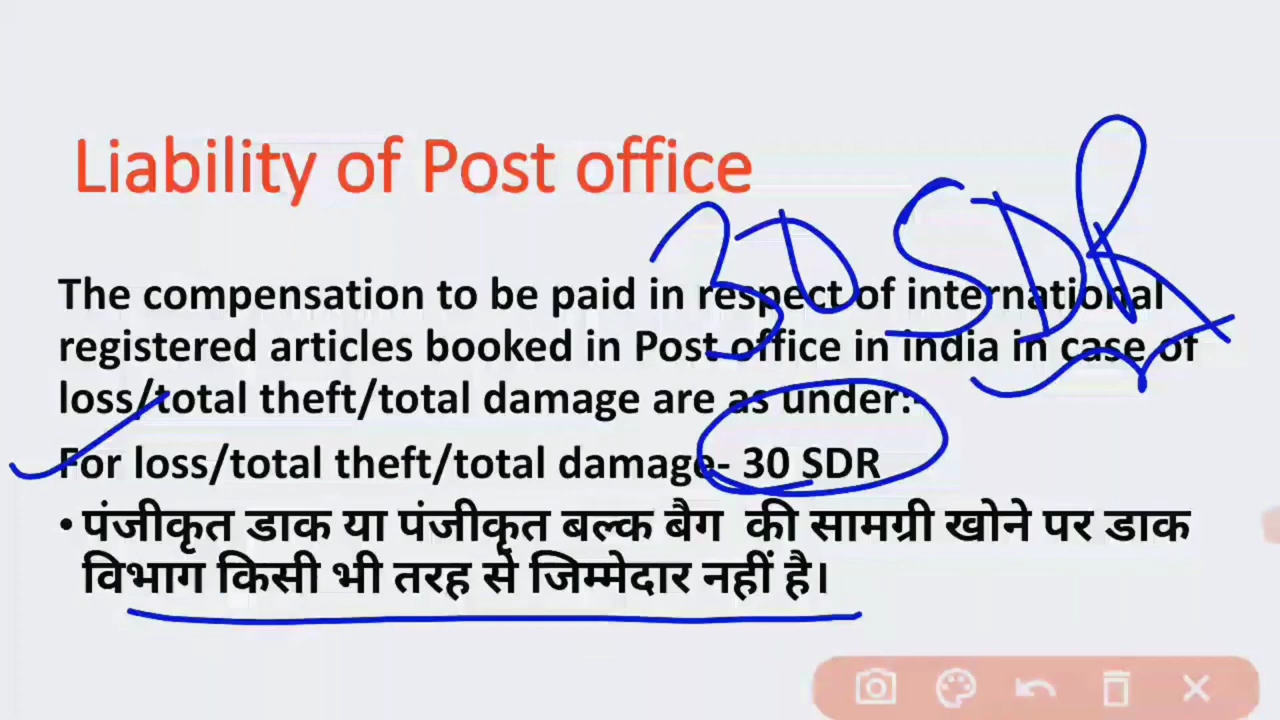 Liability of Post office
30 SDR
The compensation to be paid in respect of international
registered articles booked in Post office in india in case of
loss/total theft/total damage are as under:-
For loss/total theft/total damage- 30 SDR
• पंजीकृत डाक या पंजीकृत बल्क बैग की सामग्री खोने पर डाक
विभाग किसी भी तरह से जिम्मेदार नहीं है।